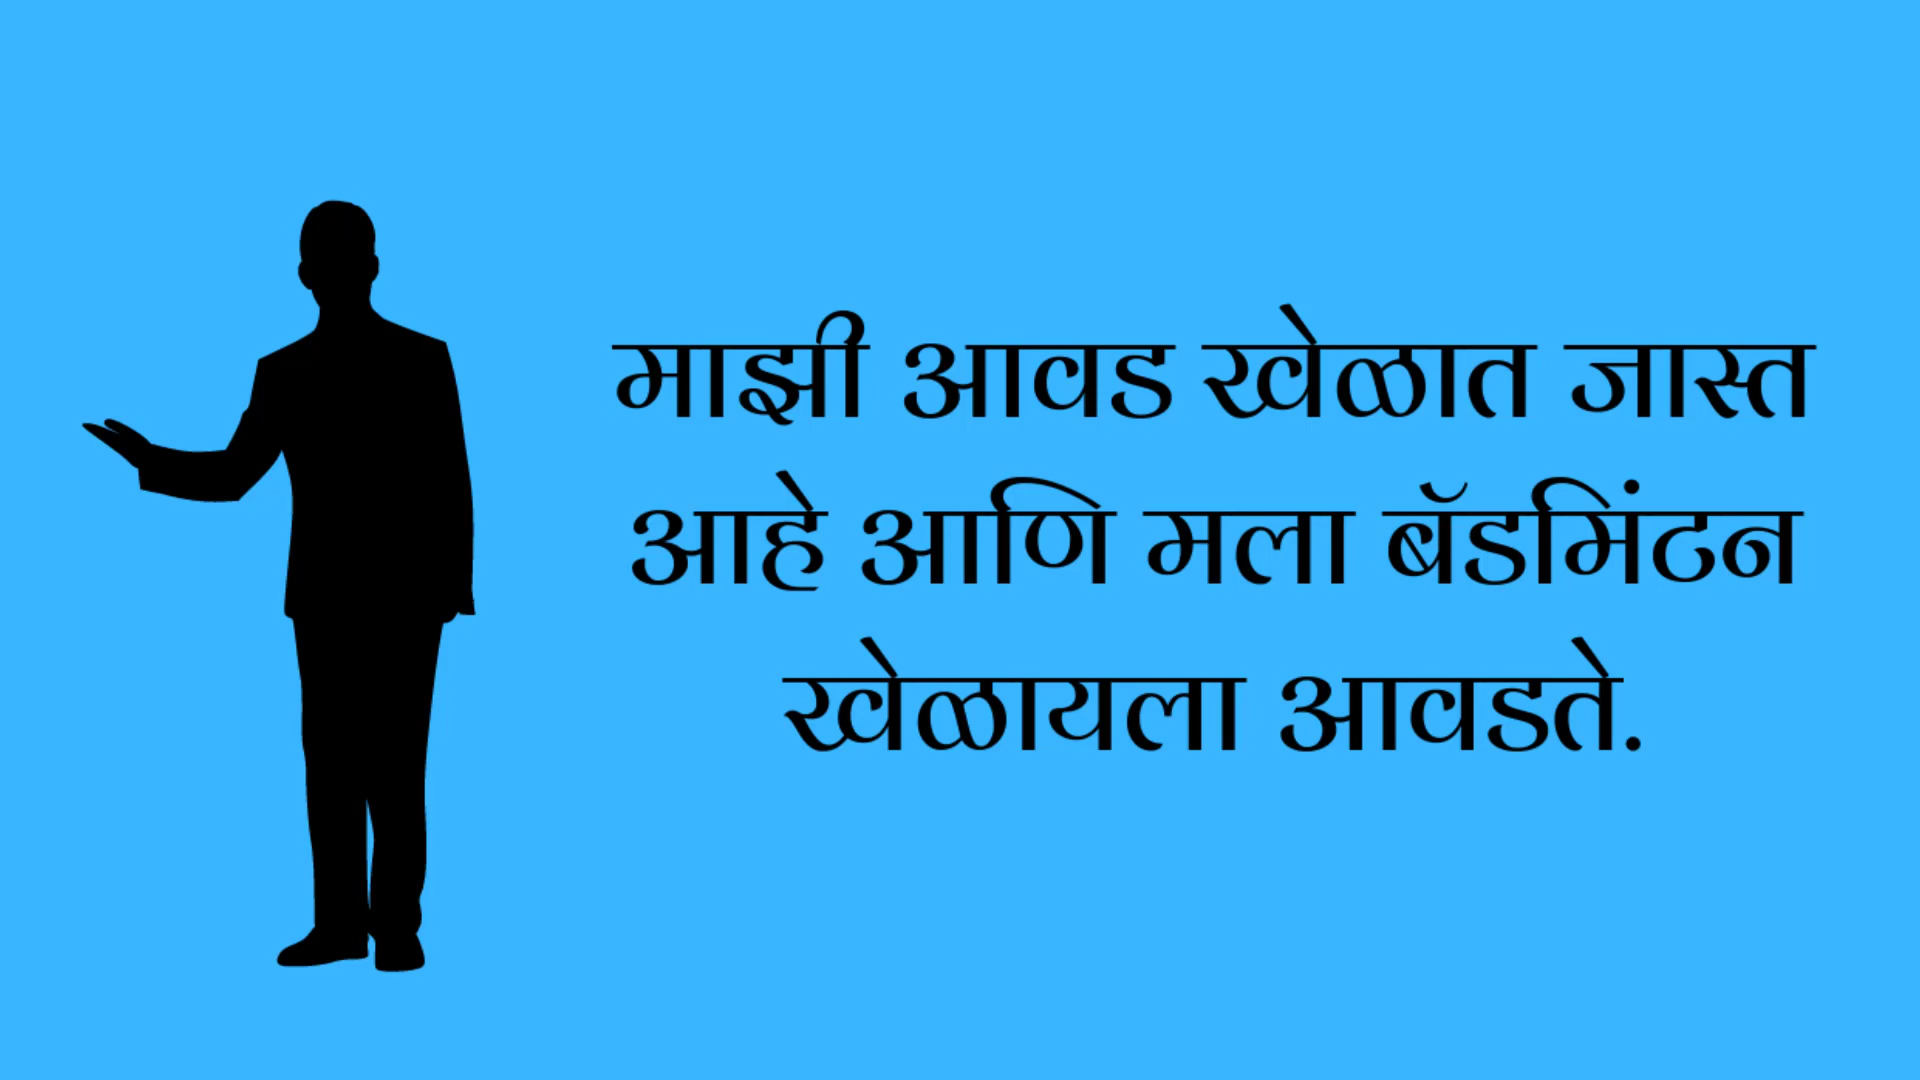 माझी आवड खेळात जास्त
आहे आणि मला बॅडमिंटन
खेळायला आवडते.